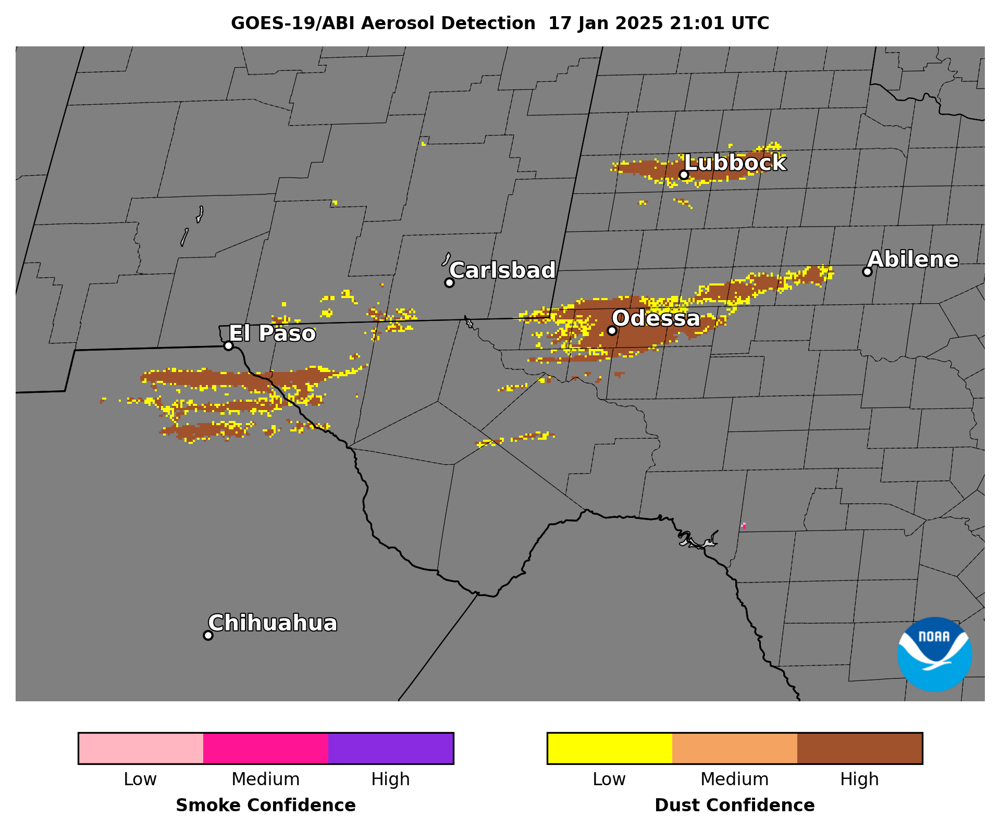 GOES-19/ABI Aerosol Detection  17 Jan 2025 21:01 UTC
Lubbock
Abilene
Carlsbad
Odessa
El Paso
Chihuahua
NOAA
Low Medium High
Smoke Confidence
Low Medium High
Dust Confidence